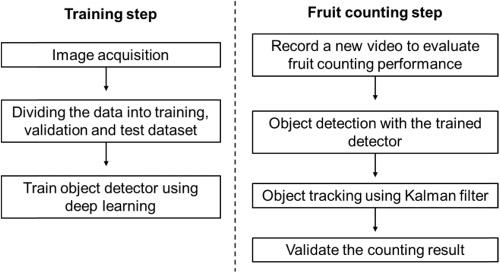 Training step
Image acquisition
Dividing the data into training,
validation and test dataset
Train object detector using
deep learning
Fruit counting step
Record a new video to evaluate
fruit counting performance
Object detection with the trained
detector
Object tracking using Kalman filter
Validate the counting result